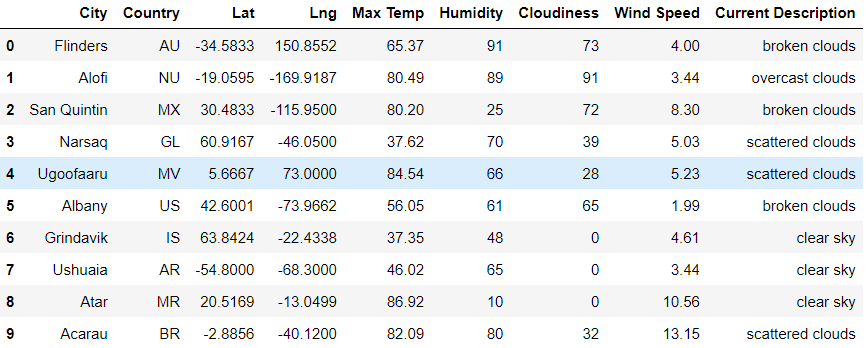 City Country Lat Lng Max Temp Humidity Cloudiness Wind Speed Current Description
0 Flinders AU -34.5833 150.8552 65.37 91 73 4.00 broken clouds
1 Alofi NU -19.0595 -169.9187 80.49 89 91 3.44 overcast clouds
2 San Quintin MX 30.4833 -115.9500 80.20 25 72 8.30 broken clouds
3 Narsaq GL 60.9167 -46.0500 37.62 70 39 5.03 scattered clouds
4 Ugoofaaru MV 5.6667 73.0000 84.54 66 28 5.23 scattered clouds
5 Albany US 42.6001 -73.9662 56.05 61 65 1.99 broken clouds
6 Grindavik IS 63.8424 -22.4338 37.35 48 0 4.61 clear sky
7 Ushuaia AR -54.8000 -68.3000 46.02 65 0 3.44 clear sky
8 Atar MR 20.5169 -13.0499 86.92 10 0 10.56 clear sky
9 Acarau BR -2.8856 -40.1200 82.09 80 32 13.15 scattered clouds